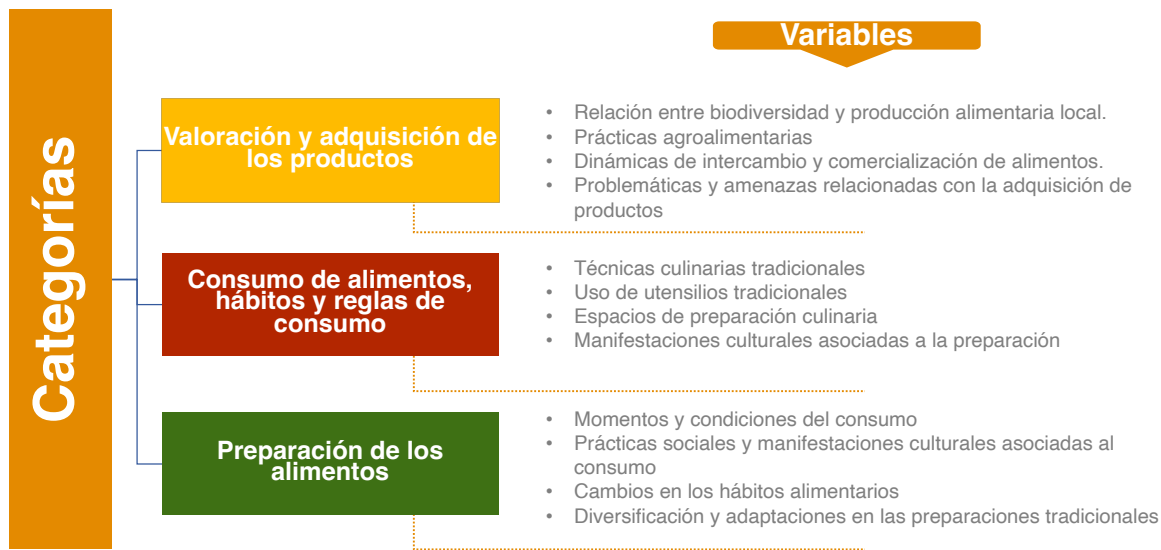 Categorías
Variables
Valoración y adquisición de
los productos
• Relación entre biodiversidad y producción alimentaria local.
• Prácticas agroalimentarias
• Dinámicas de intercambio y comercialización de alimentos.
• Problemáticas y amenazas relacionadas con la adquisición de
productos
Consumo de alimentos,
hábitos y reglas de
consumo
• Técnicas culinarias tradicionales
• Uso de utensilios tradicionales
• Espacios de preparación culinaria
• Manifestaciones culturales asociadas a la preparación
Preparación de los
alimentos
• Momentos y condiciones del consumo
• Prácticas sociales y manifestaciones culturales asociadas al
consumo
• Cambios en los hábitos alimentarios
• Diversificación y adaptaciones en las preparaciones tradicionales